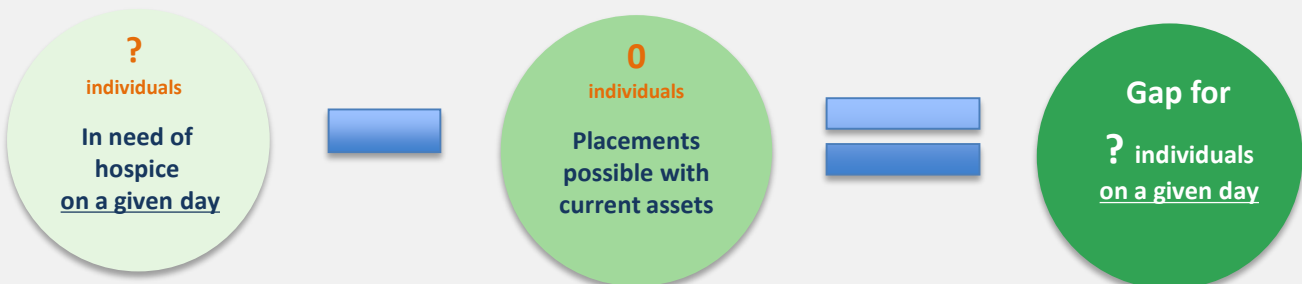 ?
individuals
In need of
hospice
on a given day
0
individuals
Placements
possible with
current assets
Gap for
? individuals
on a given day